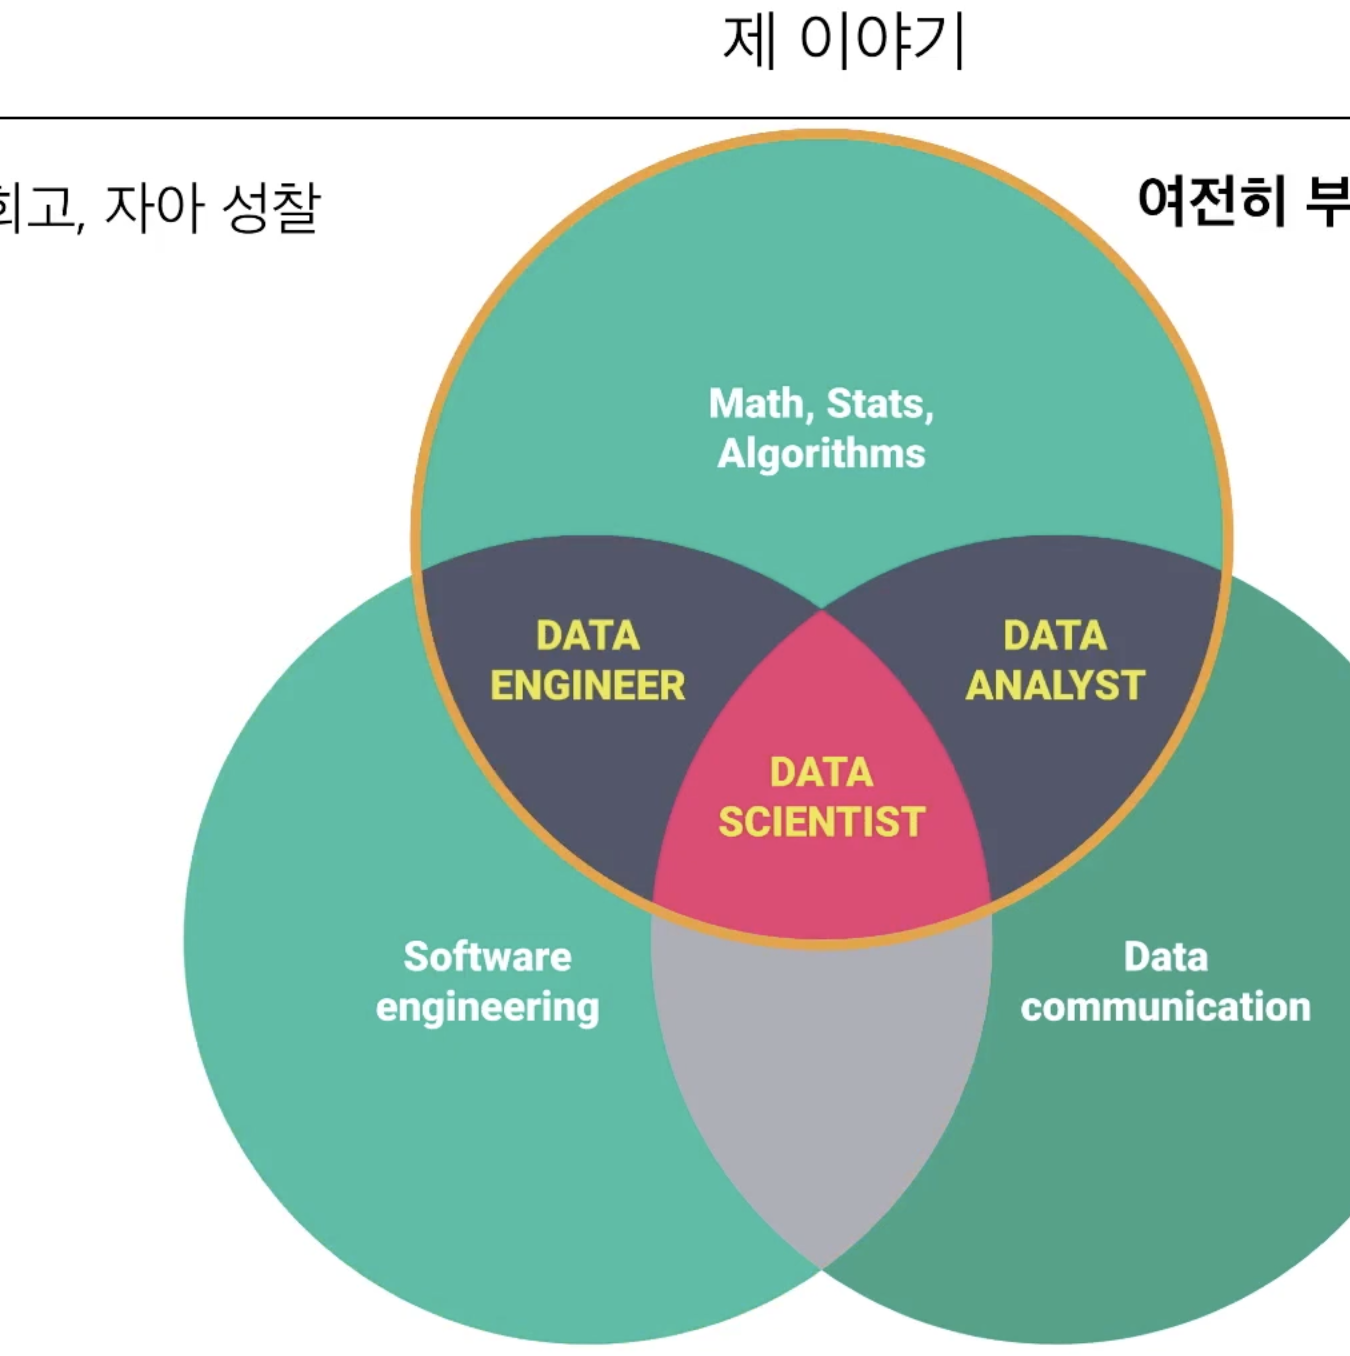 제 이야기
회고, 자아 성찰
여전히
Math, Stats,
Algorithms
DATA
ENGINEER
DATA
ANALYST
DATA
SCIENTIST
Software
engineering
Data
communication